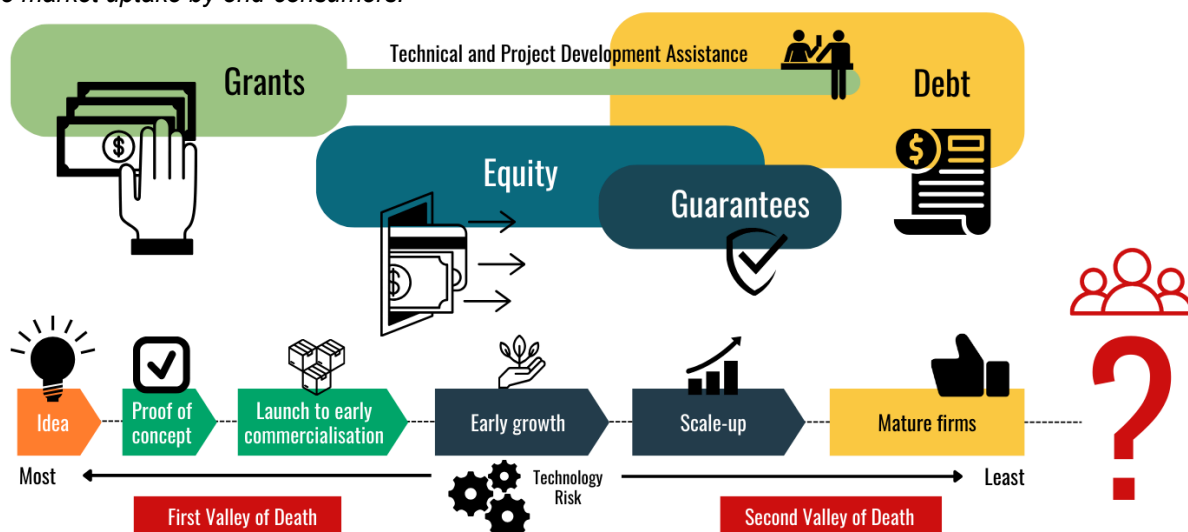 market uptake by end-consumers.
Technical and Project Development Assistance
Grants
Debt
Equity
Guarantees
Idea
Proof of
concept
Launch to early
commercialisation
Early growth
Scale-up
Mature firms
Most
Technology
Risk
Least
First Valley of Death
Second Valley of Death